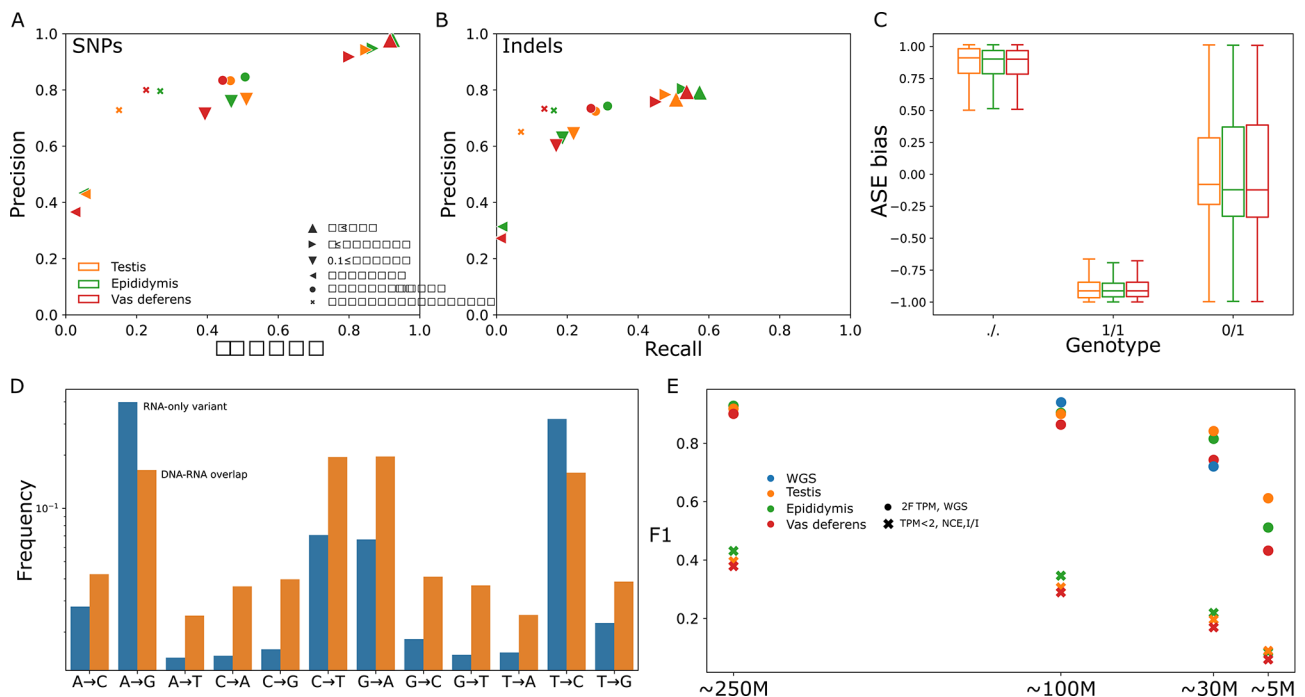 A
SNPs
Precision
1.0
0.8
0.6
0.4
0.2
0.0
0.0
0.2
0.4
0.6
0.8
1.0
Testis
Epididymis
Vas deferens
≤
≤
0.1≤
B
Indels
Precision
1.0
0.8
0.6
0.4
0.2
0.0
0.0
0.2
0.4
0.6
0.8
1.0
Recall
C
ASE bias
1.00
0.75
0.50
0.25
0.00
−0.25
−0.50
−0.75
−1.00
./.
1/1
0/1
Genotype
D
Frequency
10⁻¹
RNA-only variant
DNA-RNA overlap
A→C
A→G
A→T
C→A
C→G
C→T
G→A
G→C
G→T
T→A
T→C
T→G
E
F1
0.8
0.6
0.4
0.2
WGS
Testis
Epididymis
Vas deferens
2F TPM, WGS
TPM<2, NCE,I/I
~250M
~100M
~30M
~5M